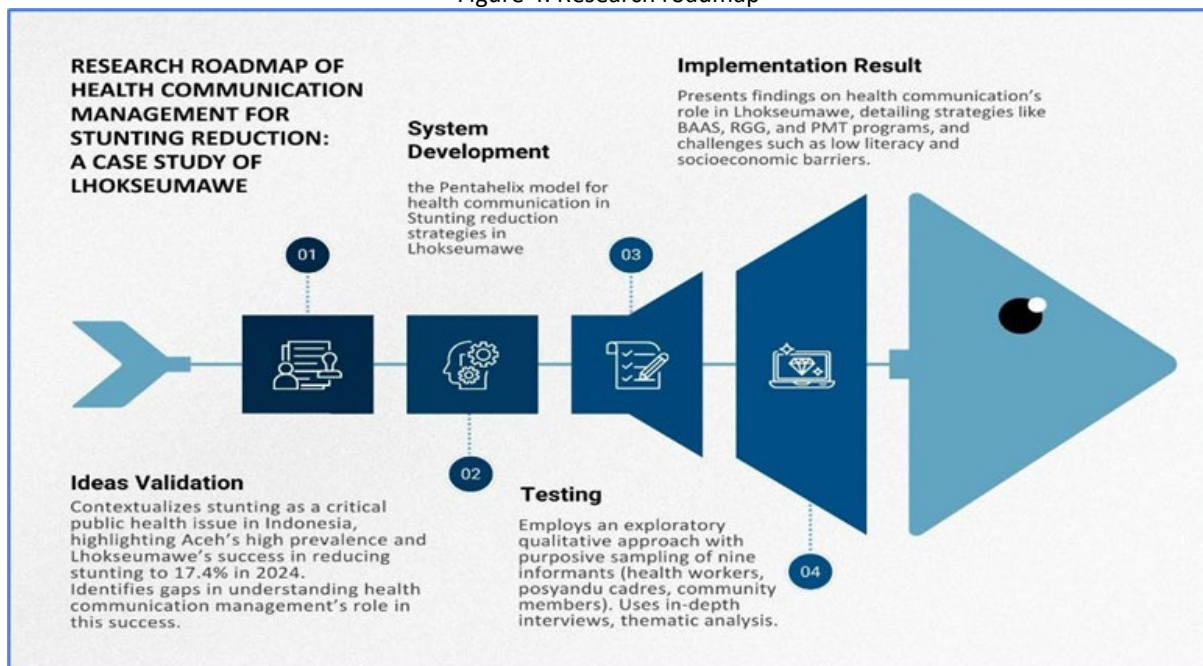 Figure 4. Research roadmap
RESEARCH ROADMAP OF
HEALTH COMMUNICATION
MANAGEMENT FOR
STUNTING REDUCTION:
A CASE STUDY OF
LHOKSEUMAWE
System
Development
the Pentahelix model for
health communication in
Stunting reduction
strategies in
Lhokseumawe
Implementation Result
Presents findings on health communication's
role in Lhokseumawe, detailing strategies like
BAAS, RGG, and PMT programs, and
challenges such as low literacy and
socioeconomic barriers.
01
03
02
04
Ideas Validation
Contextualizes stunting as a critical
public health issue in Indonesia,
highlighting Aceh's high prevalence and
Lhokseumawe's success in reducing
stunting to 17.4% in 2024.
Identifies gaps in understanding health
communication management's role in
this success.
Testing
Employs an exploratory
qualitative approach with
purposive sampling of nine
informants (health workers,
posyandu cadres, community
members). Uses in-depth
interviews, thematic analysis.